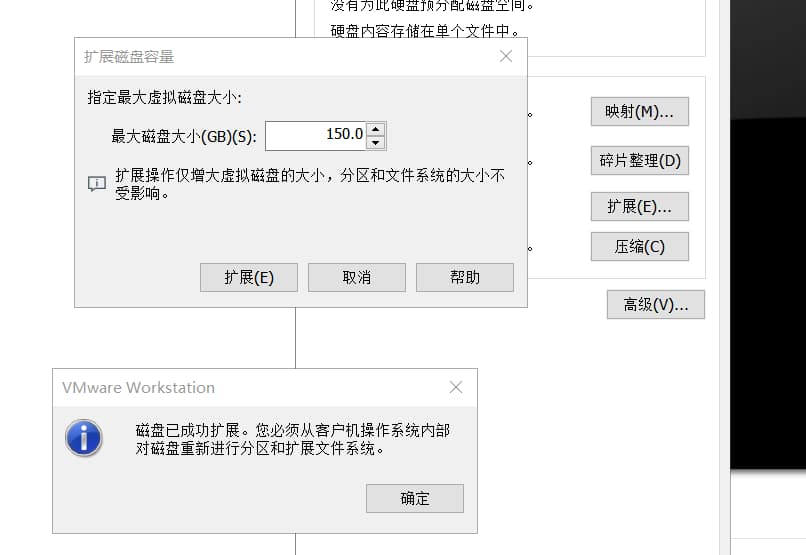 没有为此硬盘预分配磁盘空间。
硬盘内容存储在单个文件中。
扩展磁盘容量
指定最大虚拟磁盘大小:
最大磁盘大小(GB)(S): 150.0
扩展操作仅增大虚拟磁盘的大小，分区和文件系统的大小不
受影响。
扩展(E) 取消 帮助
映射(M)...
碎片整理(D)
扩展(E)...
压缩(C)
高级(V)...
VMware Workstation
磁盘已成功扩展。您必须从客户机操作系统内部
对磁盘重新进行分区和扩展文件系统。
确定